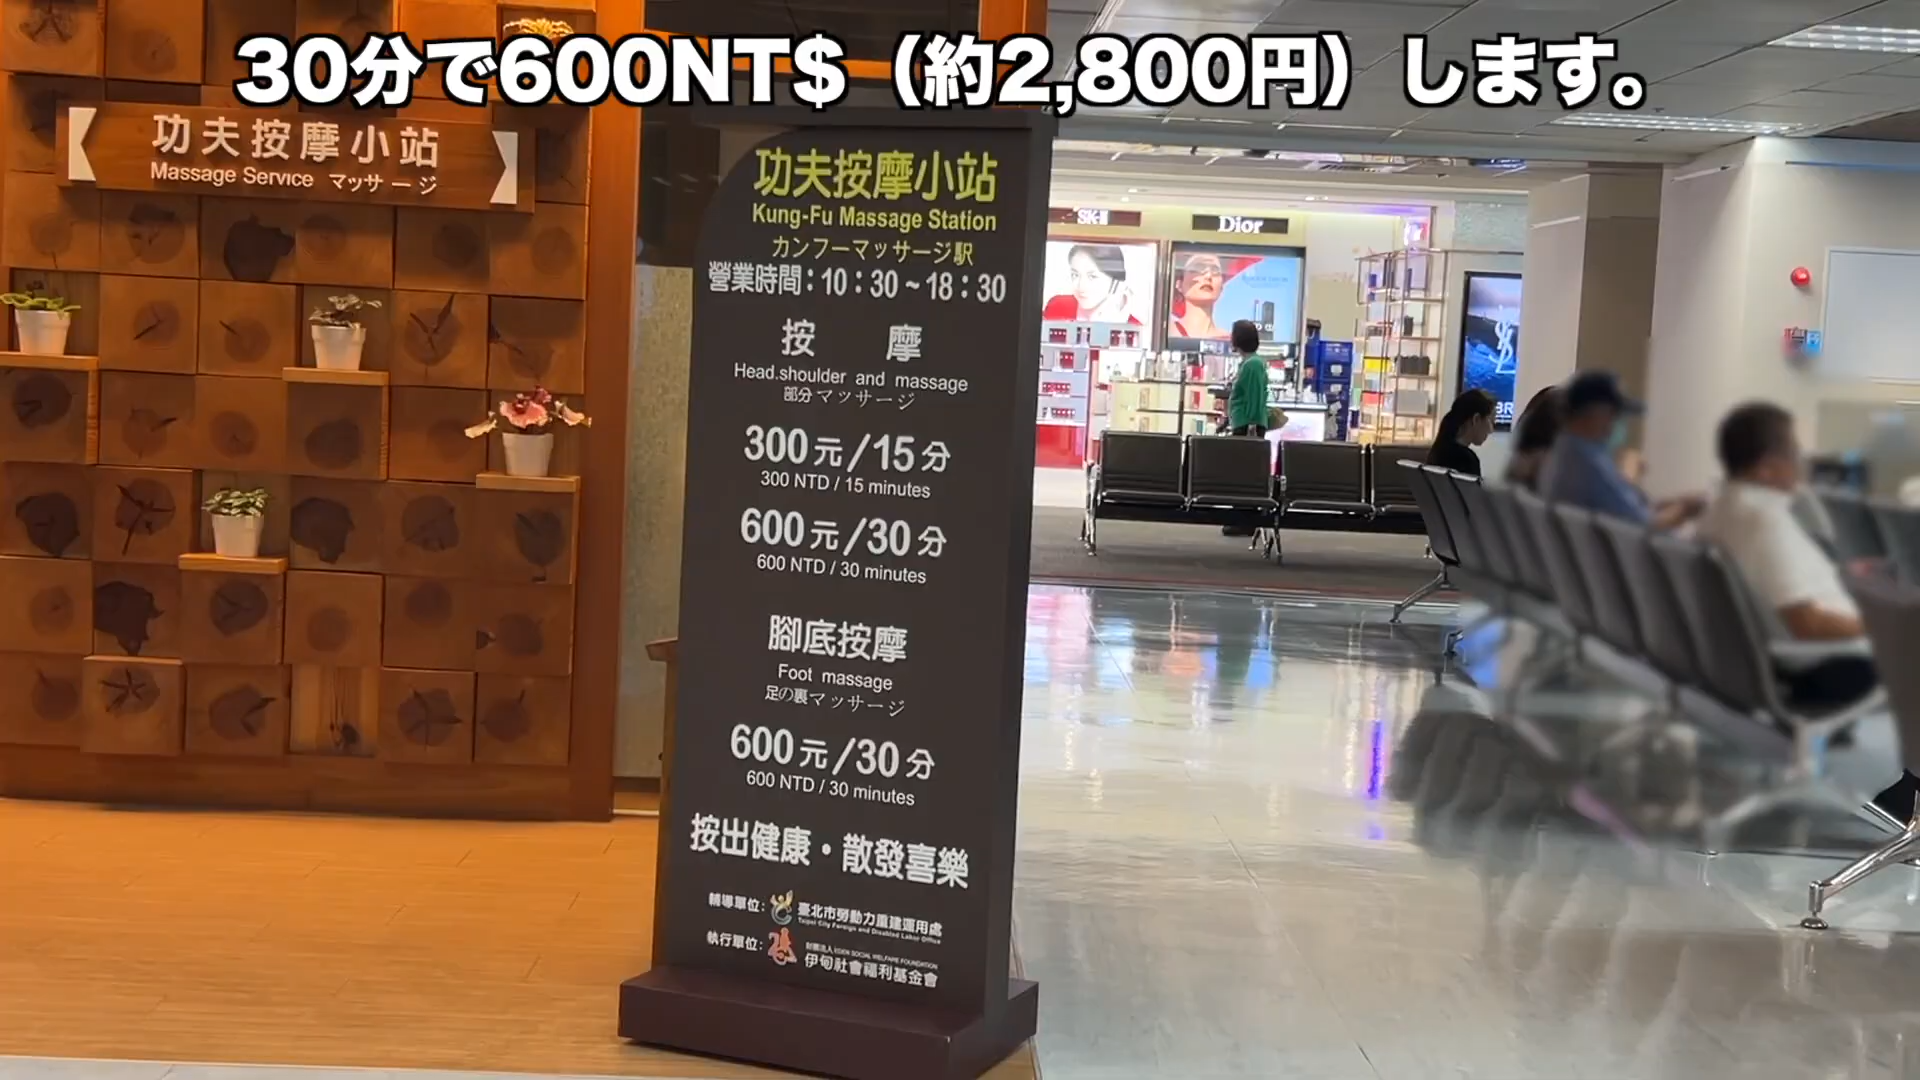 30分で600NT$（約2,800円）します。
功夫按摩小站
Massage Service マッサージ
功夫按摩小站
Kung-Fu Massage Station
カンフーマッサージ駅
營業時間：10：30～18：30
按 摩
Head.shoulder and massage
部分マッサージ
300元/15分
300 NTD / 15 minutes
600元/30分
600 NTD / 30 minutes
腳底按摩
Foot massage
足の裏マッサージ
600元/30分
600 NTD / 30 minutes
按出健康・散發喜樂
輔導單位：
臺北市勞動力重建運用處
Taipei City Foreign and Disabled Labor Office
執行單位：
財團法人 EDEN SOCIAL WELFARE FOUNDATION
伊甸社會福利基金會
SK-II
Dior